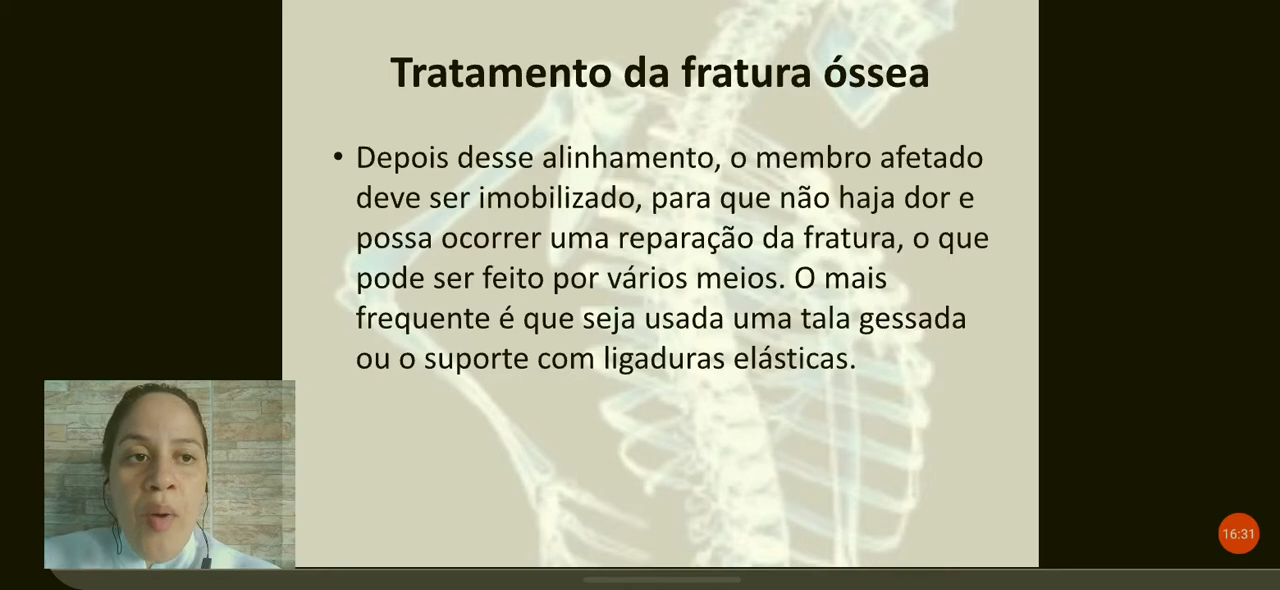 Tratamento da fratura óssea
• Depois desse alinhamento, o membro afetado
deve ser imobilizado, para que não haja dor e
possa ocorrer uma reparação da fratura, o que
pode ser feito por vários meios. O mais
frequente é que seja usada uma tala gessada
ou o suporte com ligaduras elásticas.
16:31